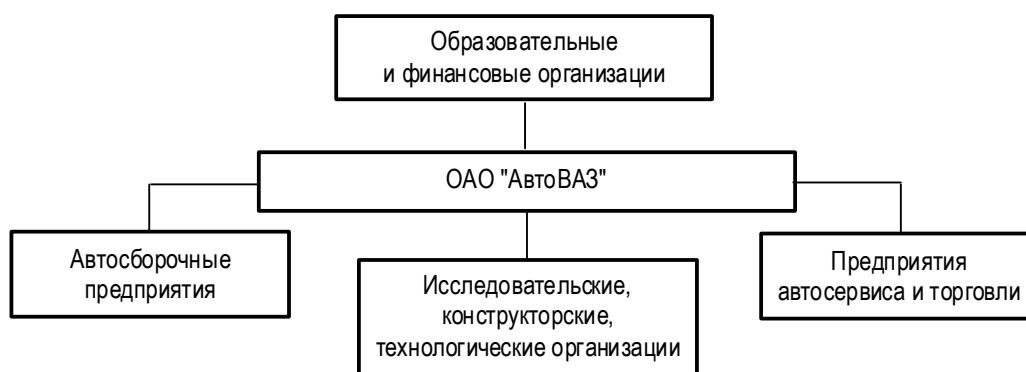 Образовательные
и финансовые организации
ОАО "АвтоВАЗ"
Автосборочные
предприятия
Исследовательские,
конструкторские,
технологические организации
Предприятия
автосервиса и торговли